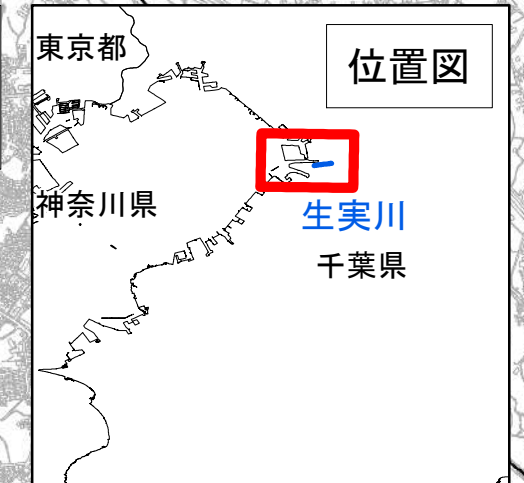 東京都
位置図
神奈川県
生実川
千葉県